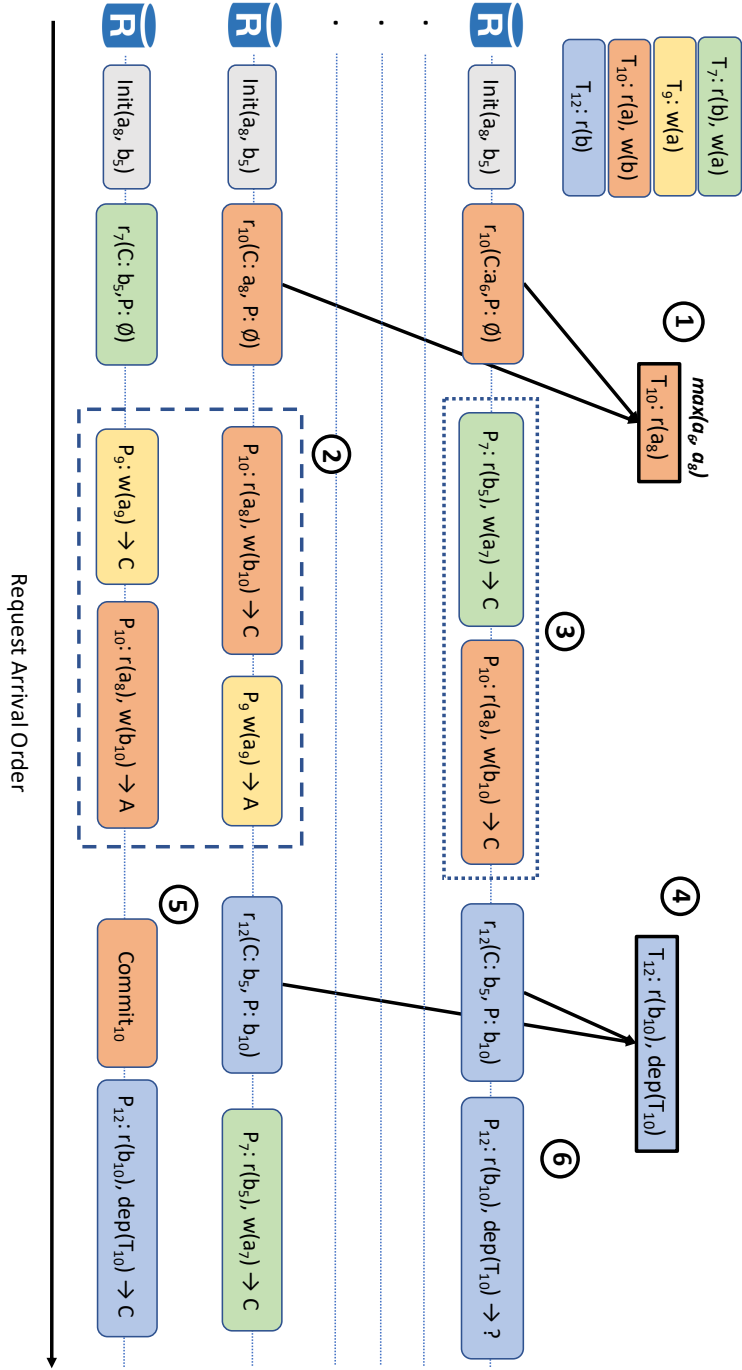 T₇: r(b), w(a)
T₉: w(a)
T₁₀: r(a), w(b)
T₁₂: r(b)
max(a₆, a₈)
1
T₁₀: r(a₈)
4
T₁₂: r(b₁₀), dep(T₁₀)
3
6
R
Init(a₈, b₅)
r₁₀(C:a₆,P: Ø)
P₇: r(b₅), w(a₇) → C
P₁₀: r(a₈), w(b₁₀) → C
r₁₂(C: b₅, P: b₁₀)
P₁₂: r(b₁₀), dep(T₁₀) → ?
2
R
Init(a₈, b₅)
r₁₀(C: a₈, P: Ø)
P₁₀: r(a₈), w(b₁₀) → C
P₉ w(a₉) → A
r₁₂(C: b₅, P: b₁₀)
P₇: r(b₅), w(a₇) → C
5
R
Init(a₈, b₅)
r₇(C: b₅,P: Ø)
P₉: w(a₉) → C
P₁₀: r(a₈), w(b₁₀) → A
Commit₁₀
P₁₂: r(b₁₀), dep(T₁₀) → C
Request Arrival Order